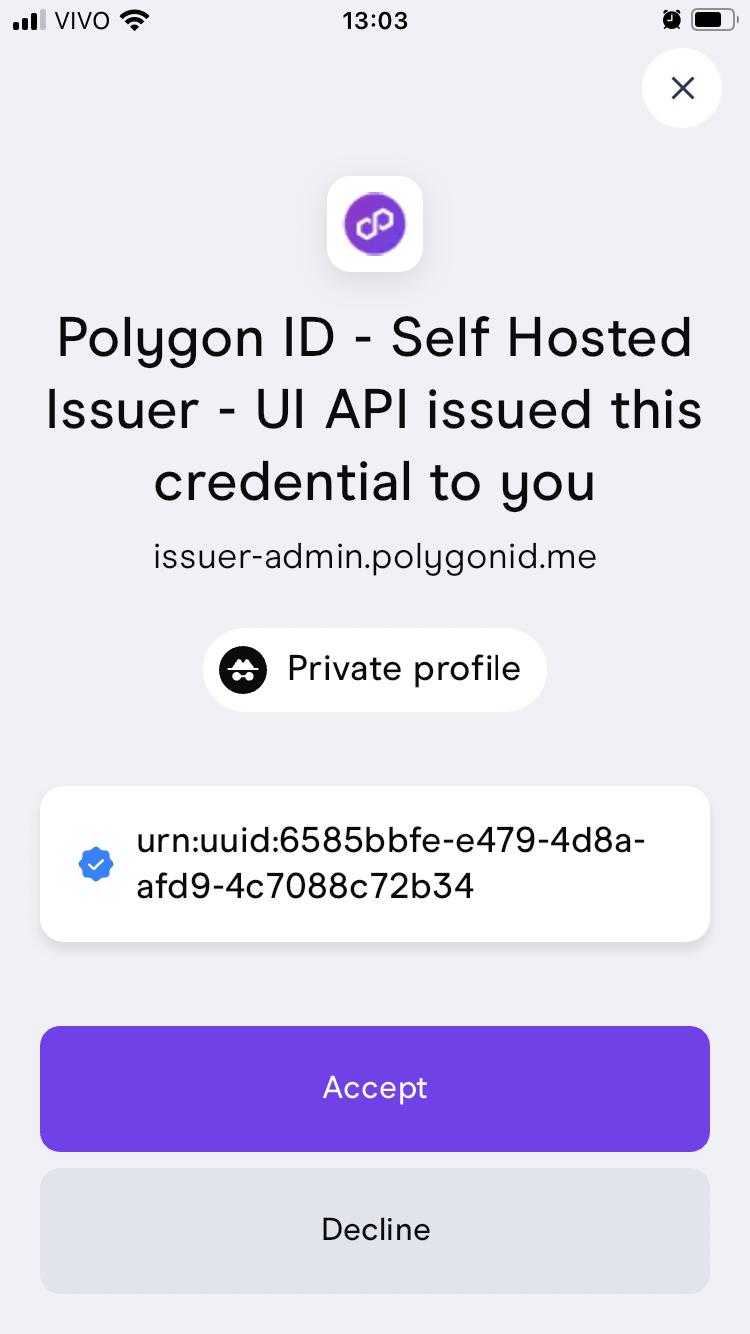 VIVO 13:03
Polygon ID - Self Hosted
Issuer - UI API issued this
credential to you
issuer-admin.polygonid.me
Private profile
urn:uuid:6585bbfe-e479-4d8a-
afd9-4c7088c72b34
Accept
Decline